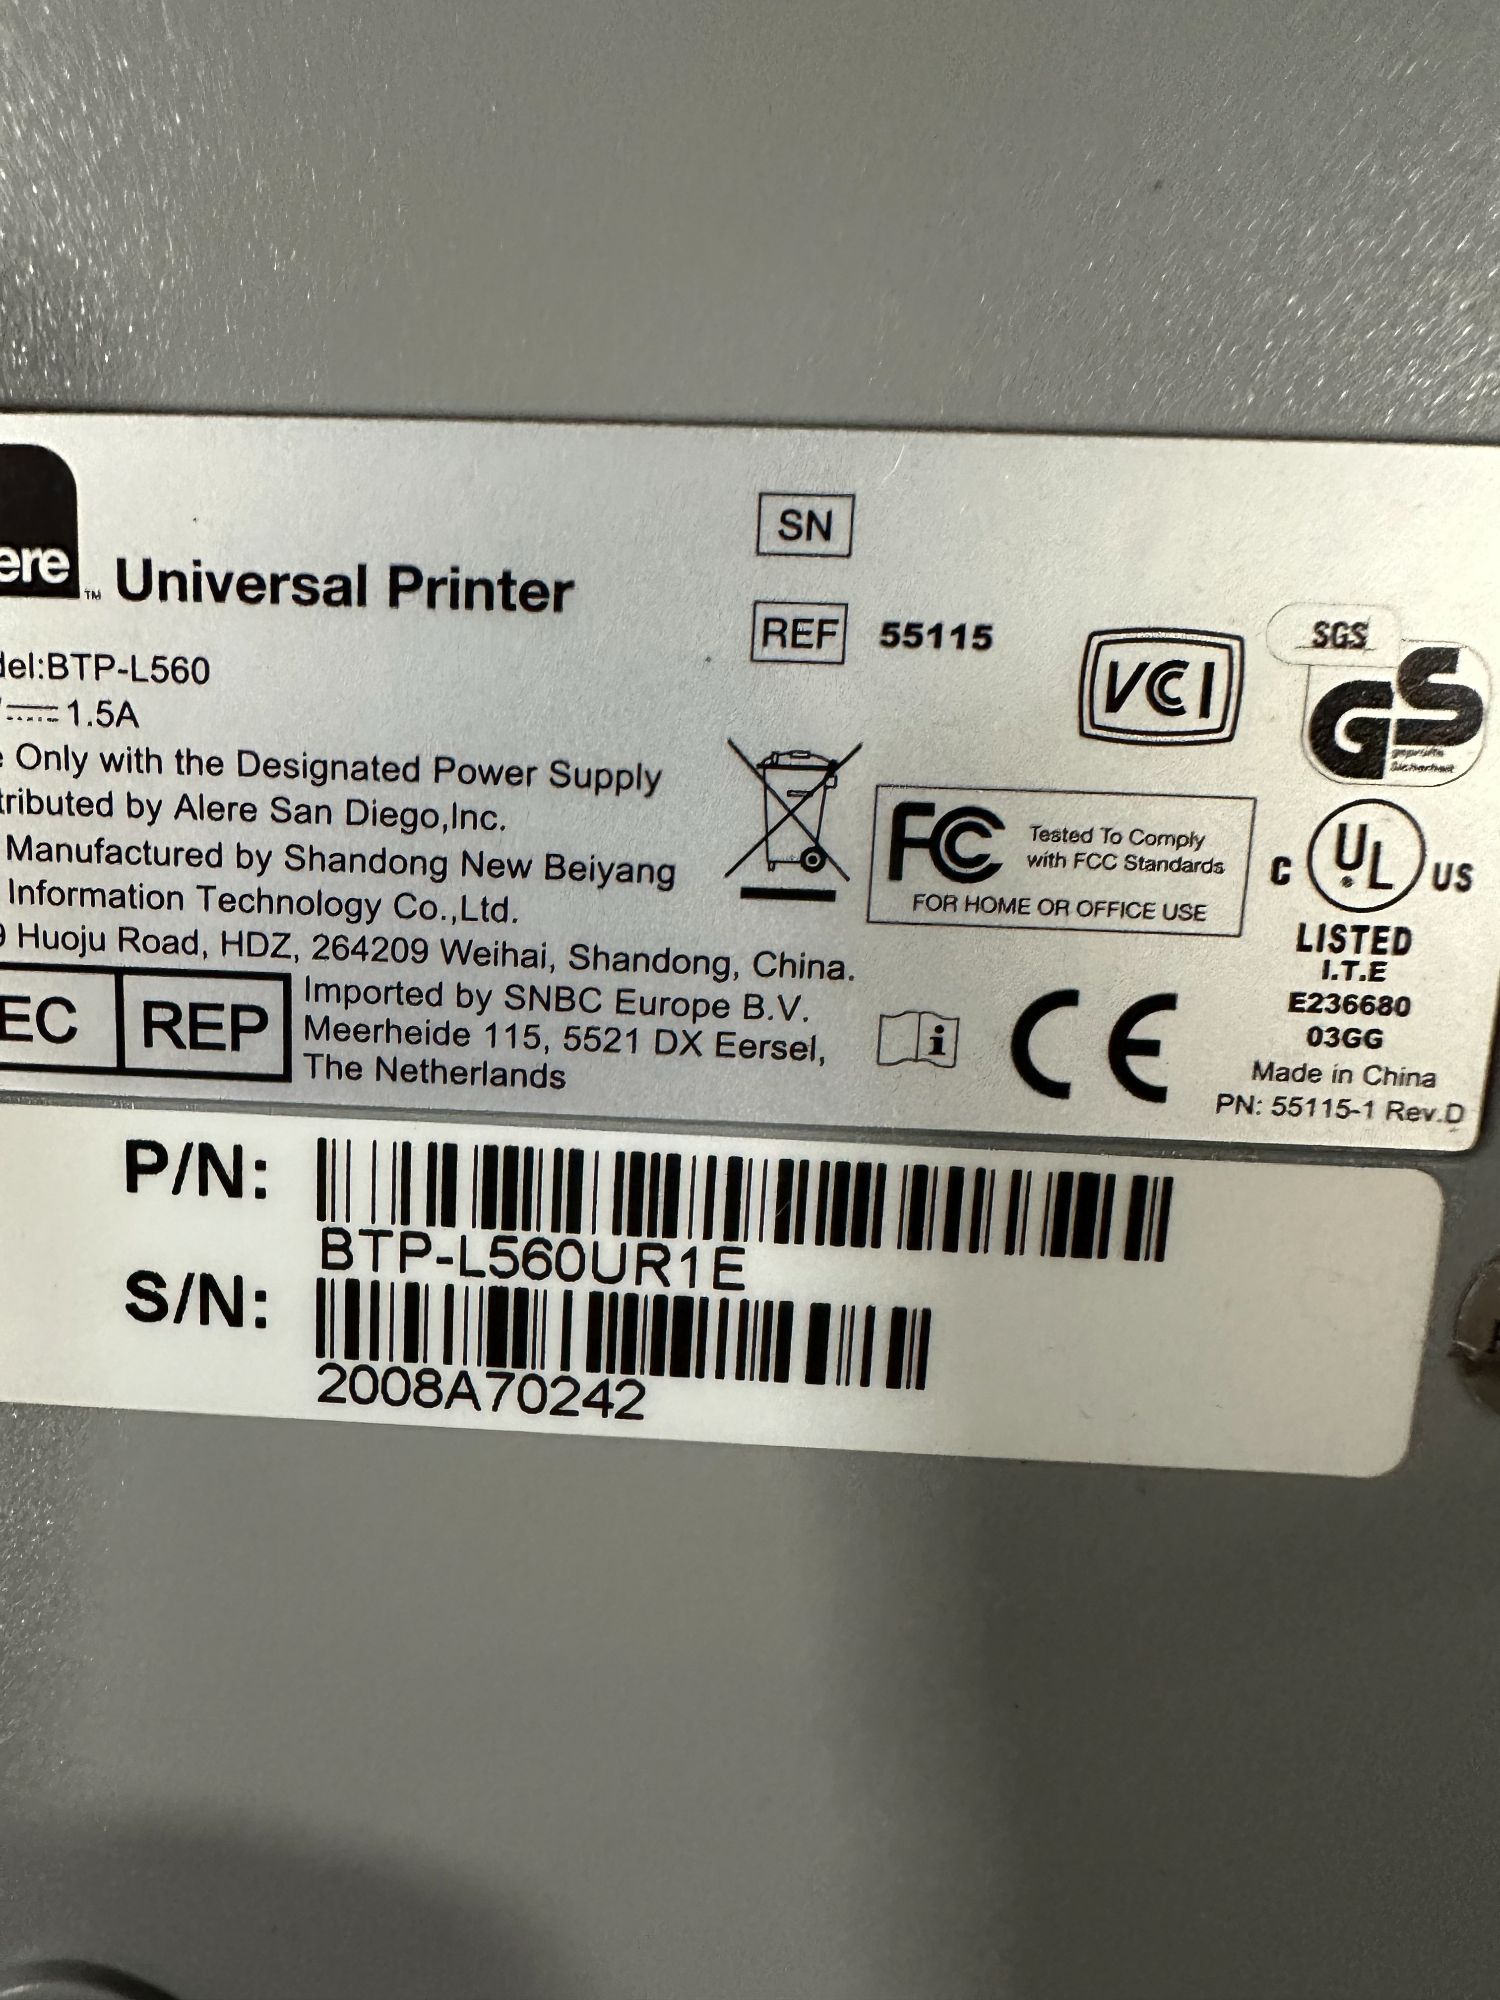 ere
™ Universal Printer
SN
REF 55115
del:BTP-L560
1.5A
Only with the Designated Power Supply
tributed by Alere San Diego,Inc.
Manufactured by Shandong New Beiyang
Information Technology Co.,Ltd.
9 Huoju Road, HDZ, 264209 Weihai, Shandong, China.
EC REP
Imported by SNBC Europe B.V.
Meerheide 115, 5521 DX Eersel,
The Netherlands
VCI
SGS
GS
geprüfte
Sicherheit
FC
Tested To Comply
with FCC Standards
FOR HOME OR OFFICE USE
C UL US
LISTED
I.T.E
E236680
03GG
i
CE
Made in China
PN: 55115-1 Rev.D
P/N:
BTP-L560UR1E
S/N:
2008A70242